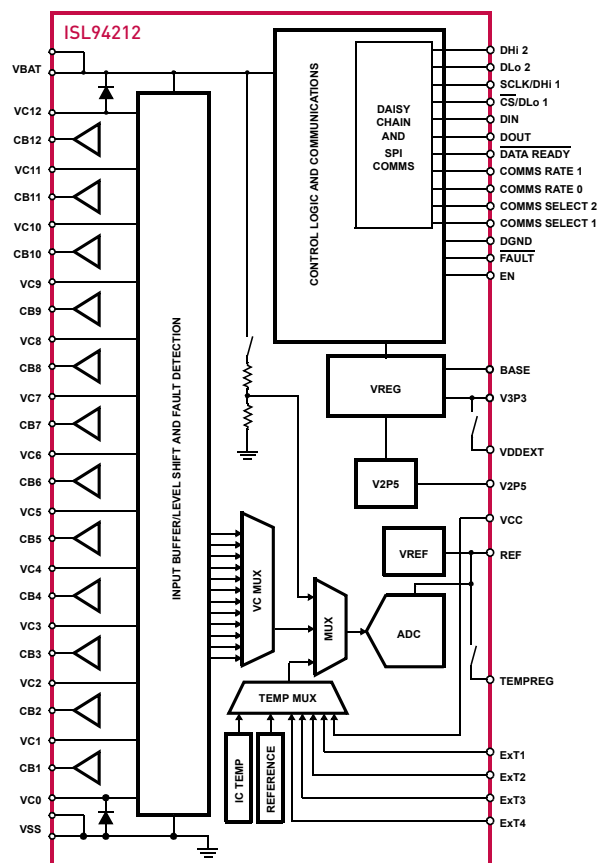 ISL94212
VBAT
VC12
CB12
VC11
CB11
VC10
CB10
VC9
CB9
VC8
CB8
VC7
CB7
VC6
CB6
VC5
CB5
VC4
CB4
VC3
CB3
VC2
CB2
VC1
CB1
VC0
VSS
INPUT BUFFER/LEVEL SHIFT AND FAULT DETECTION
CONTROL LOGIC AND COMMUNICATIONS
DAISY
CHAIN
AND
SPI
COMMS
VREG
V2P5
VREF
VC MUX
MUX
ADC
TEMP MUX
IC TEMP
REFERENCE
DHi 2
DLo 2
SCLK/DHi 1
CS/DLo 1
DIN
DOUT
DATA READY
COMMS RATE 1
COMMS RATE 0
COMMS SELECT 2
COMMS SELECT 1
DGND
FAULT
EN
BASE
V3P3
VDDEXT
V2P5
VCC
REF
TEMPREG
ExT1
ExT2
ExT3
ExT4